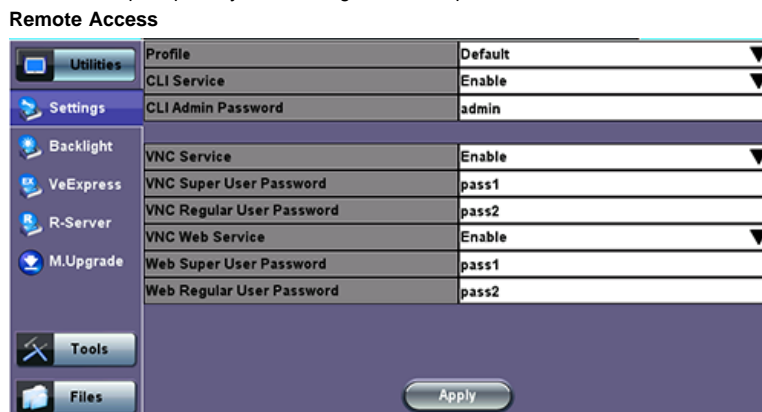 Remote Access
Utilities
Settings
Backlight
VeExpress
R-Server
M.Upgrade
Tools
Files
Profile Default
CLI Service Enable
CLI Admin Password admin
VNC Service Enable
VNC Super User Password pass1
VNC Regular User Password pass2
VNC Web Service Enable
Web Super User Password pass1
Web Regular User Password pass2
Apply